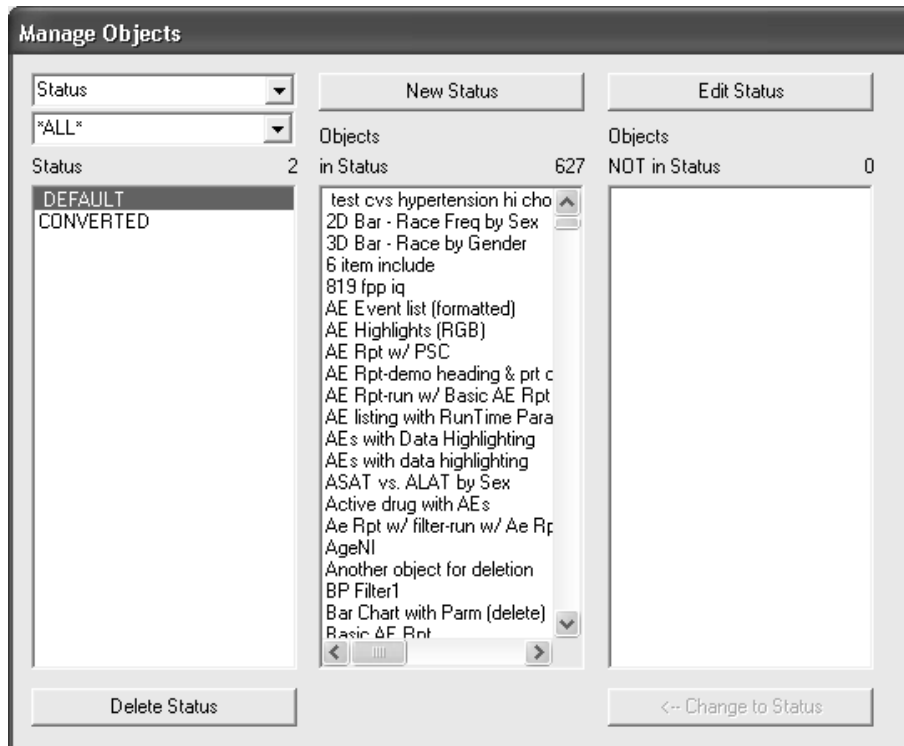 Manage Objects
Status
*ALL*
Status 2
DEFAULT
CONVERTED
Delete Status
New Status
Objects
in Status 627
test cvs hypertension hi cho
2D Bar - Race Freq by Sex
3D Bar - Race by Gender
6 item include
819 fpp iq
AE Event list (formatted)
AE Highlights (RGB)
AE Rpt w/ PSC
AE Rpt-demo heading & prt c
AE Rpt-run w/ Basic AE Rpt
AE listing with RunTime Para
AEs with Data Highlighting
AEs with data highlighting
ASAT vs. ALAT by Sex
Active drug with AEs
Ae Rpt w/ filter-run w/ Ae Rp
AgeNI
Another object for deletion
BP Filter1
Bar Chart with Parm (delete)
Basic AE Rpt
Edit Status
Objects
NOT in Status 0
<-- Change to Status